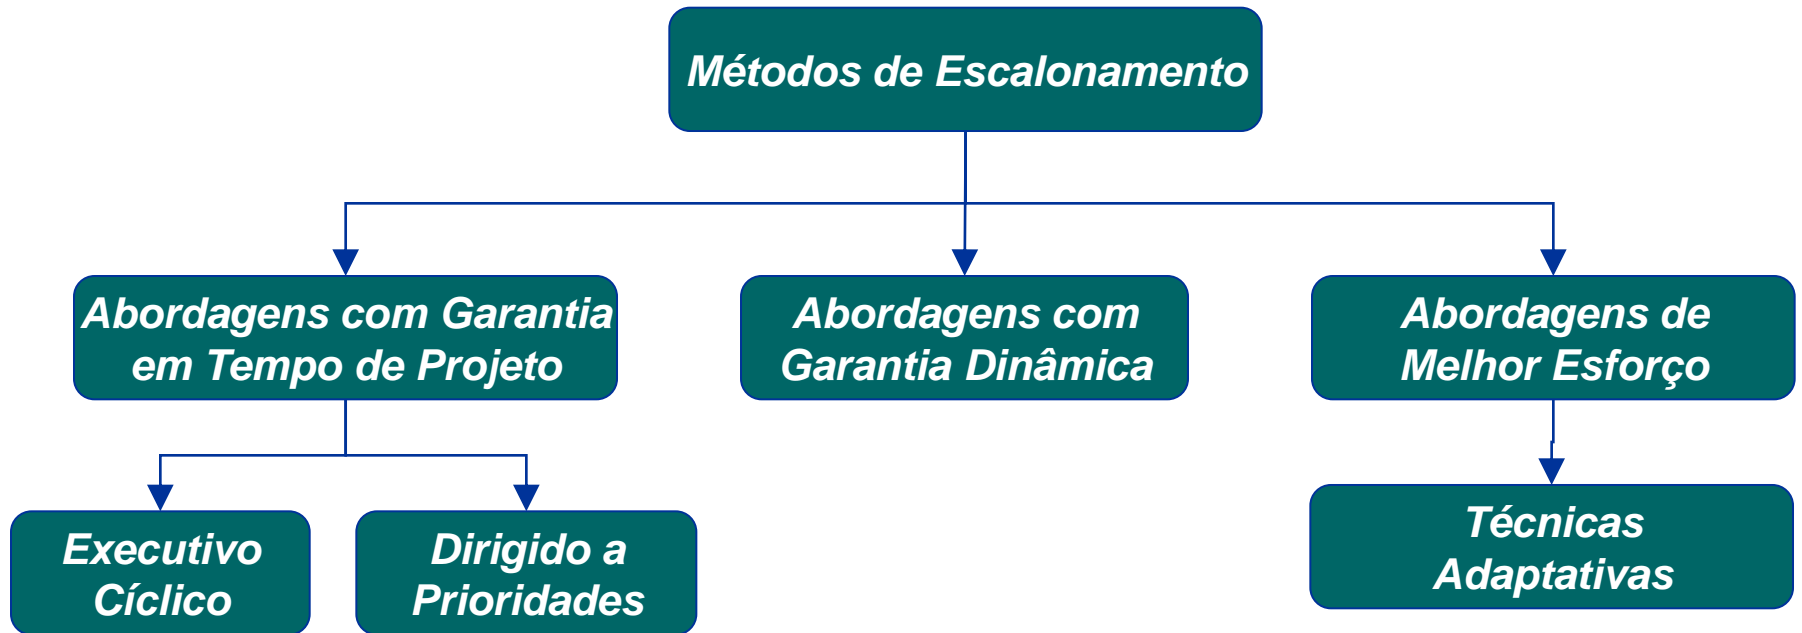 Métodos de Escalonamento
Abordagens com Garantia
em Tempo de Projeto
Abordagens com
Garantia Dinâmica
Abordagens de
Melhor Esforço
Executivo
Cíclico
Dirigido a
Prioridades
Técnicas
Adaptativas